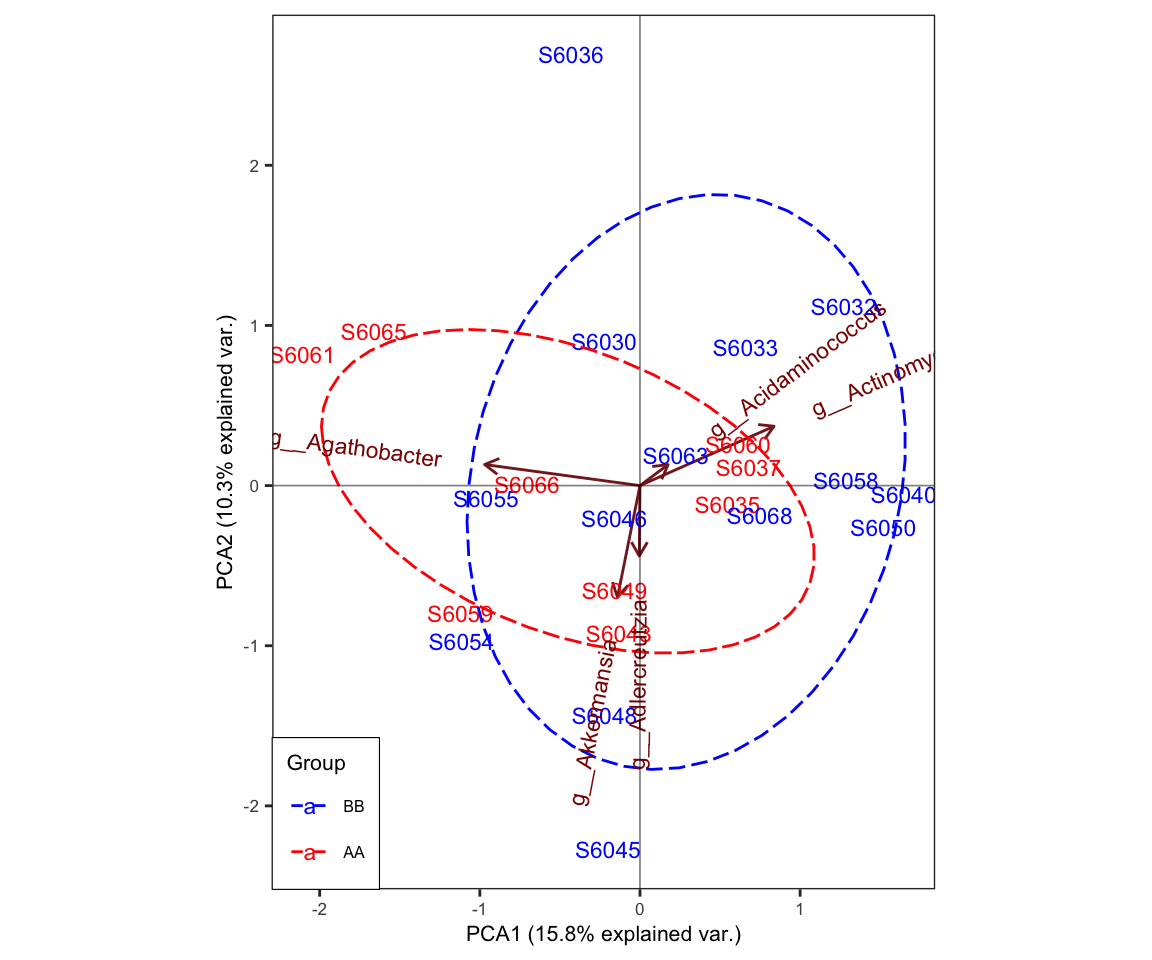 S6036
2
S6032
1
S6065
S6030
S6033
S6061
g__Acidaminococcus
g__Actinomy
g__Agathobacter
S6060
S6063
S6037
S6066
S6058
0
S6055
S6040
S6035
S6046
S6068
S6050
S6049
S6059
S6043
S6054
-1
g__Akkermansia
g__Adlercreutzia
S6048
Group
BB
AA
a
a
-2
S6045
-2
-1
0
1
PCA1 (15.8% explained var.)
PCA2 (10.3% explained var.)